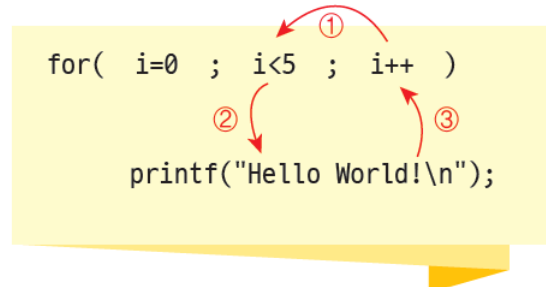 ①
for( i=0 ; i<5 ; i++ )
② ③
printf("Hello World!\n");